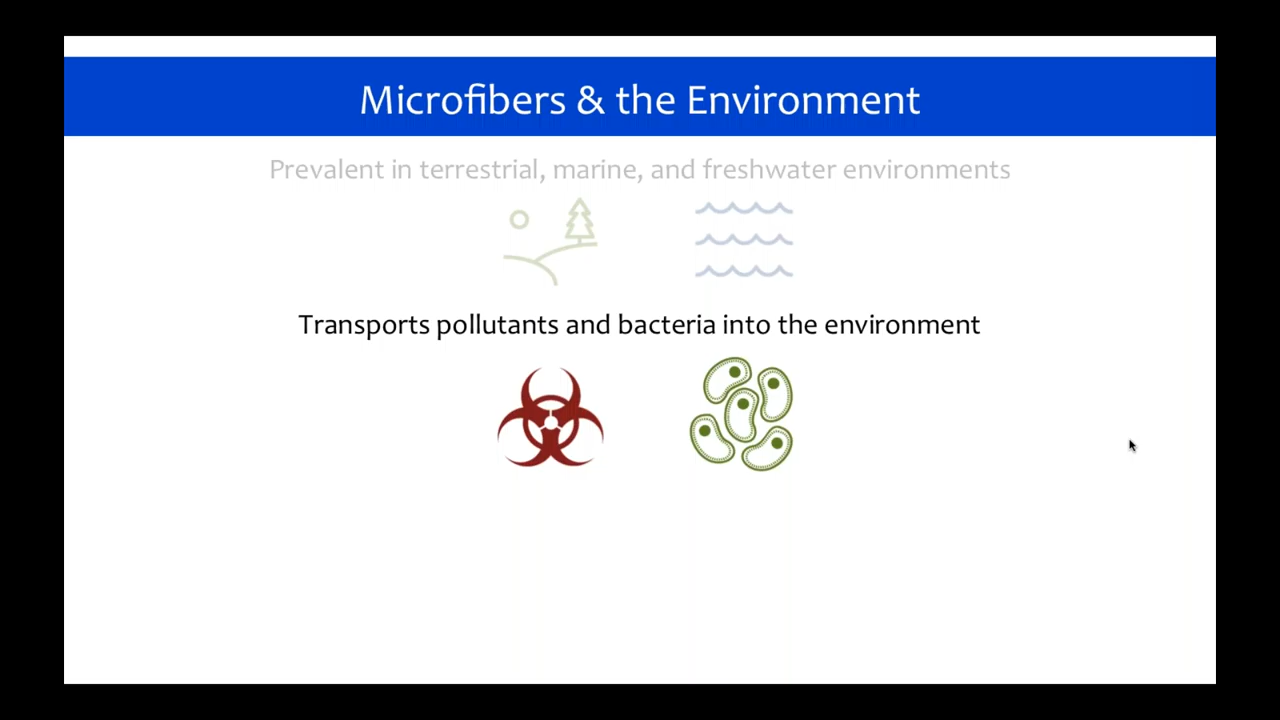 Microfibers & the Environment
Prevalent in terrestrial, marine, and freshwater environments
Transports pollutants and bacteria into the environment